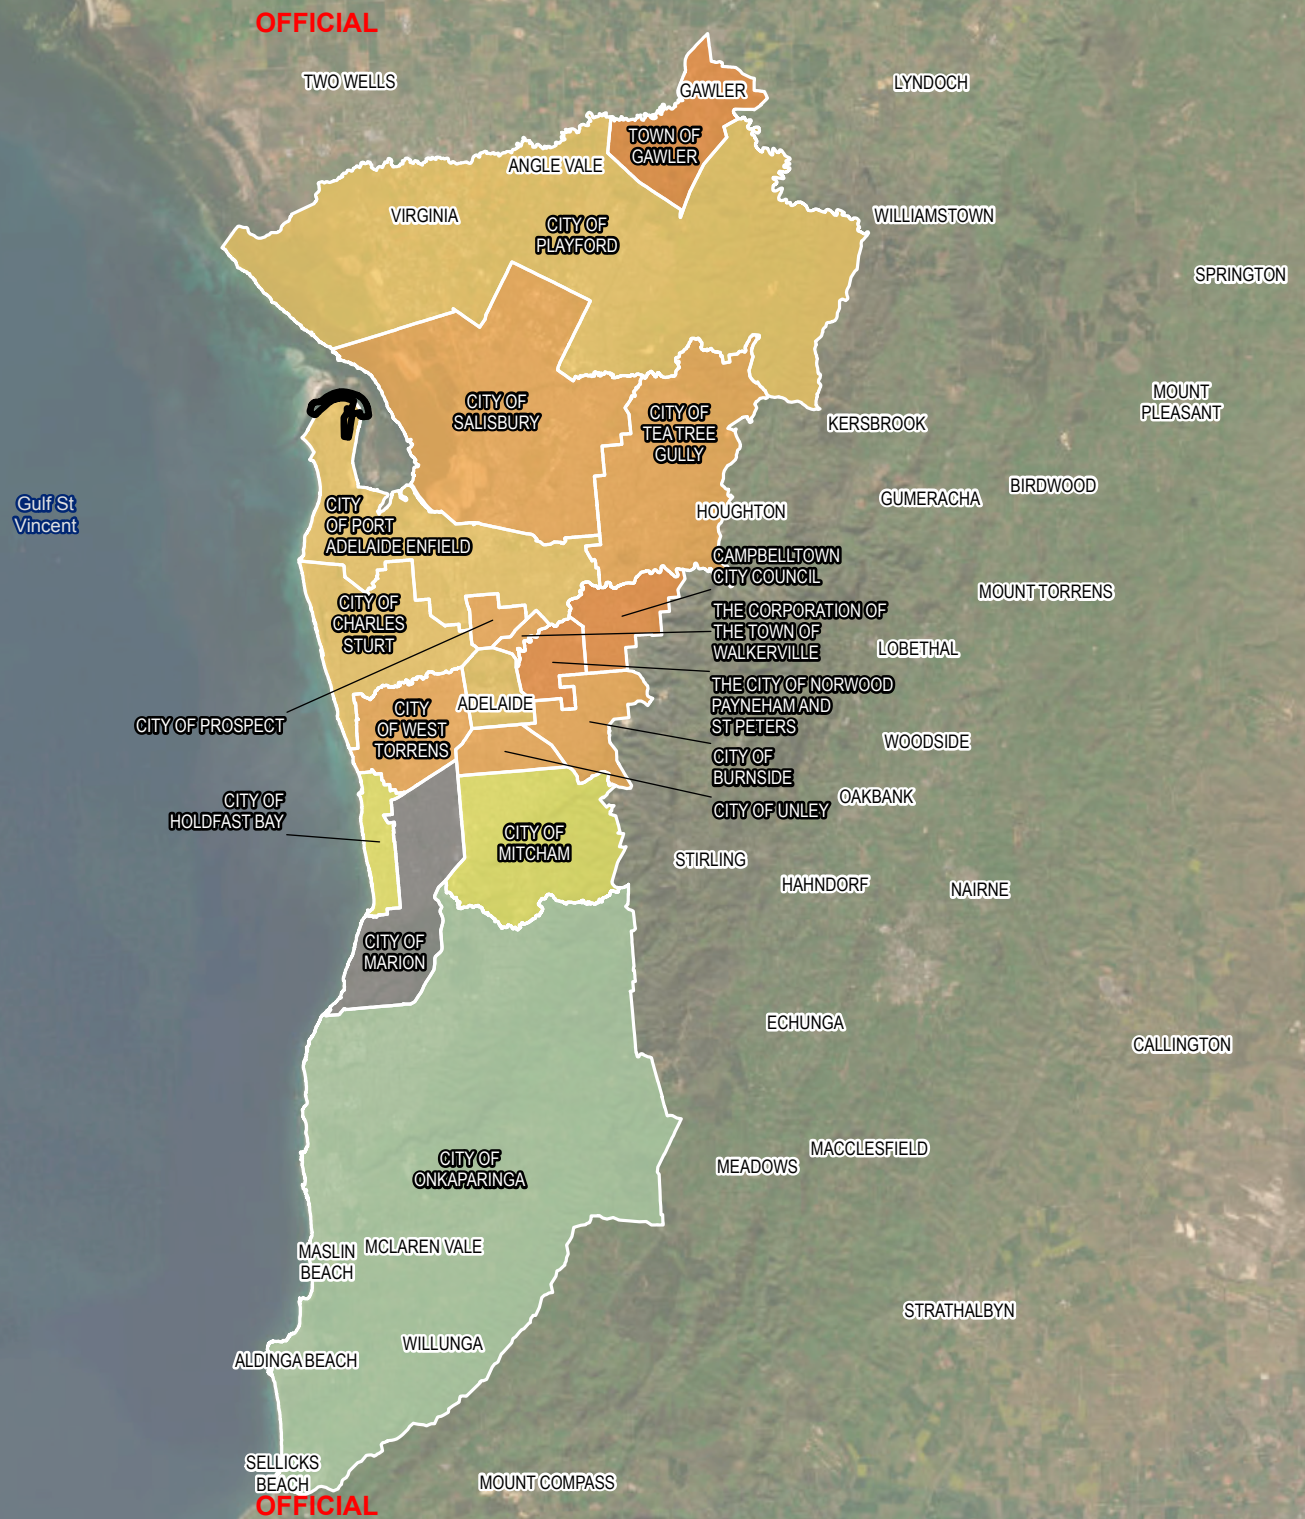 OFFICIAL
TWO WELLS
LYNDOCH
GAWLER
TOWN OF
GAWLER
ANGLE VALE
VIRGINIA
WILLIAMSTOWN
CITY OF
PLAYFORD
SPRINGTON
MOUNT
PLEASANT
CITY OF
SALISBURY
CITY OF
TEA TREE
GULLY
KERSBROOK
BIRDWOOD
GUMERACHA
Gulf St
Vincent
HOUGHTON
CITY
OF PORT
ADELAIDE ENFIELD
CAMPBELLTOWN
CITY COUNCIL
MOUNT TORRENS
CITY OF
CHARLES
STURT
THE CORPORATION OF
THE TOWN OF
WALKERVILLE
LOBETHAL
THE CITY OF NORWOOD
PAYNEHAM AND
ST PETERS
ADELAIDE
CITY
OF WEST
TORRENS
CITY OF PROSPECT
WOODSIDE
CITY OF
BURNSIDE
OAKBANK
CITY OF UNLEY
CITY OF
HOLDFAST BAY
CITY OF
MITCHAM
STIRLING
HAHNDORF
NAIRNE
CITY OF
MARION
ECHUNGA
CALLINGTON
MACCLESFIELD
MEADOWS
CITY OF
ONKAPARINGA
MASLIN
BEACH
MCLAREN VALE
STRATHALBYN
WILLUNGA
ALDINGA BEACH
SELLICKS
BEACH
MOUNT COMPASS
OFFICIAL